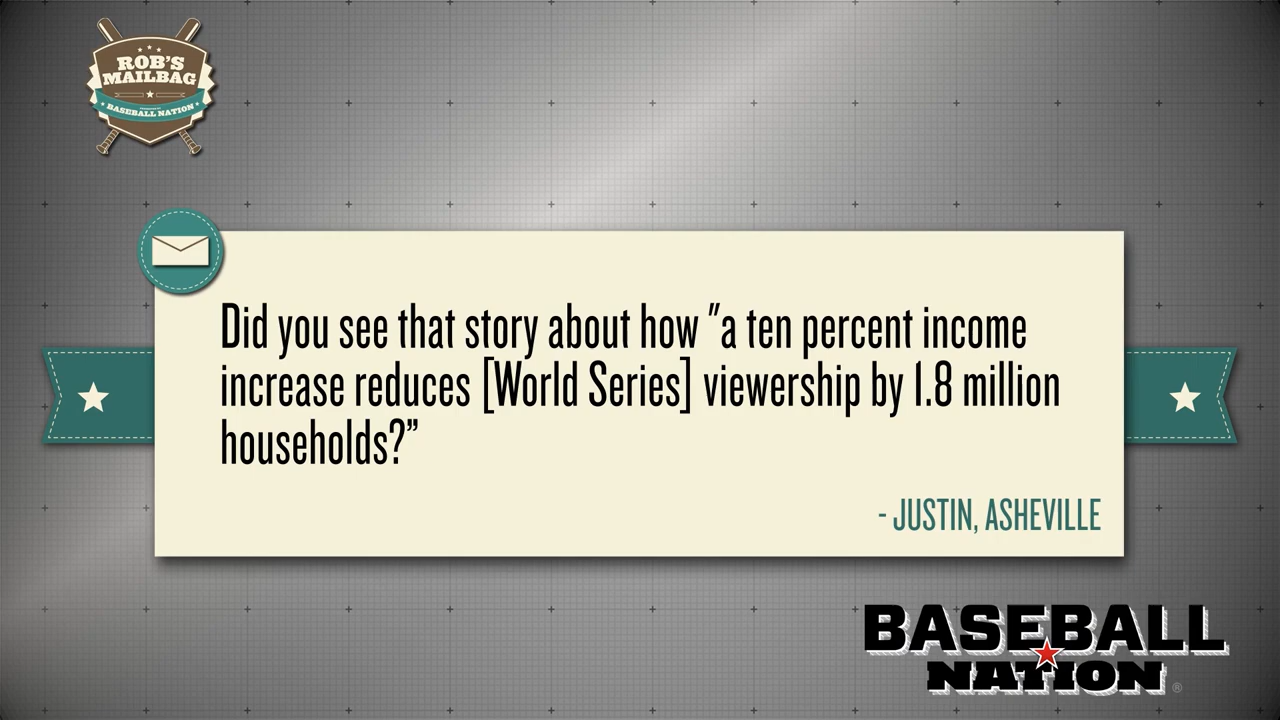 ROB'S
MAILBAG
BASEBALL NATION
Did you see that story about how "a ten percent income
increase reduces [World Series] viewership by 1.8 million
households?"
- JUSTIN, ASHEVILLE
BASEBALL
NATION
®